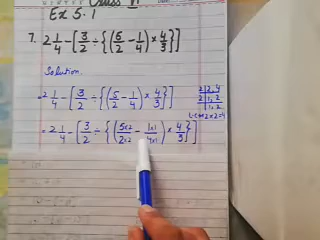 Class VI
Ex 5.1
7. 2 1/4 - [3/2 ÷ {(5/2 - 1/4) × 4/3}]
Solution.
= 2 1/4 - [3/2 ÷ {(5/2 - 1/4) × 4/3}]
2 | 2, 4
2 | 1, 2
1, 1
L.C.M = 2×2=4
= 2 1/4 - [3/2 ÷ {(5×2/2×2 - 1×1/4×1) × 4/3}]